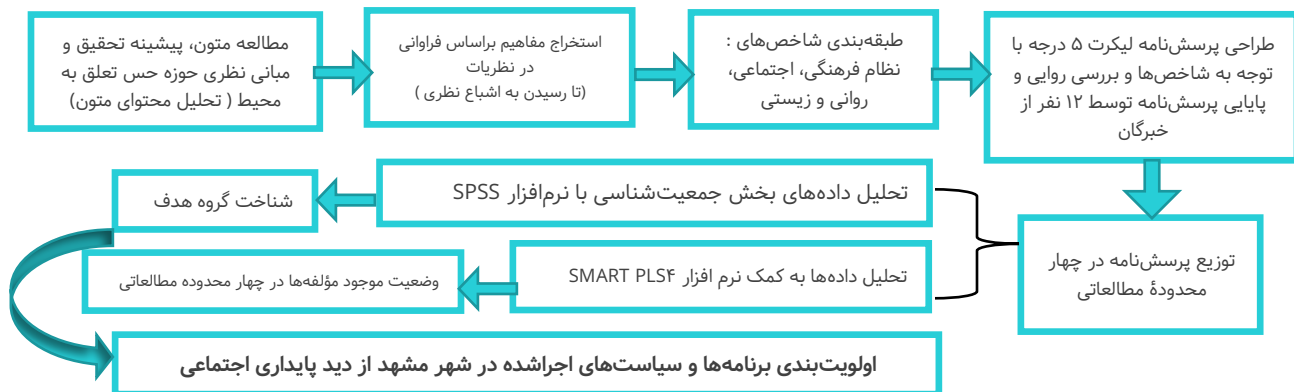 مطالعه متون، پیشینه تحقیق و
مبانی نظری حوزه حس تعلق به
محیط ( تحلیل محتوای متون)
استخراج مفاهیم براساس فراوانی
در نظریات
(تا رسیدن به اشباع نظری )
طبقه‌بندی شاخص‌های :
نظام فرهنگی، اجتماعی،
روانی و زیستی
طراحی پرسش‌نامه لیکرت ۵ درجه با
توجه به شاخص‌ها و بررسی روایی و
پایایی پرسش‌نامه توسط ۱۲ نفر از
خبرگان
توزیع پرسش‌نامه در چهار
محدودۀ مطالعاتی
تحلیل داده‌های بخش جمعیت‌شناسی با نرم‌افزار SPSS
شناخت گروه هدف
تحلیل داده‌ها به کمک نرم افزار SMART PLS۴
وضعیت موجود مؤلفه‌ها در چهار محدوده مطالعاتی
اولویت‌بندی برنامه‌ها و سیاست‌های اجراشده در شهر مشهد از دید پایداری اجتماعی